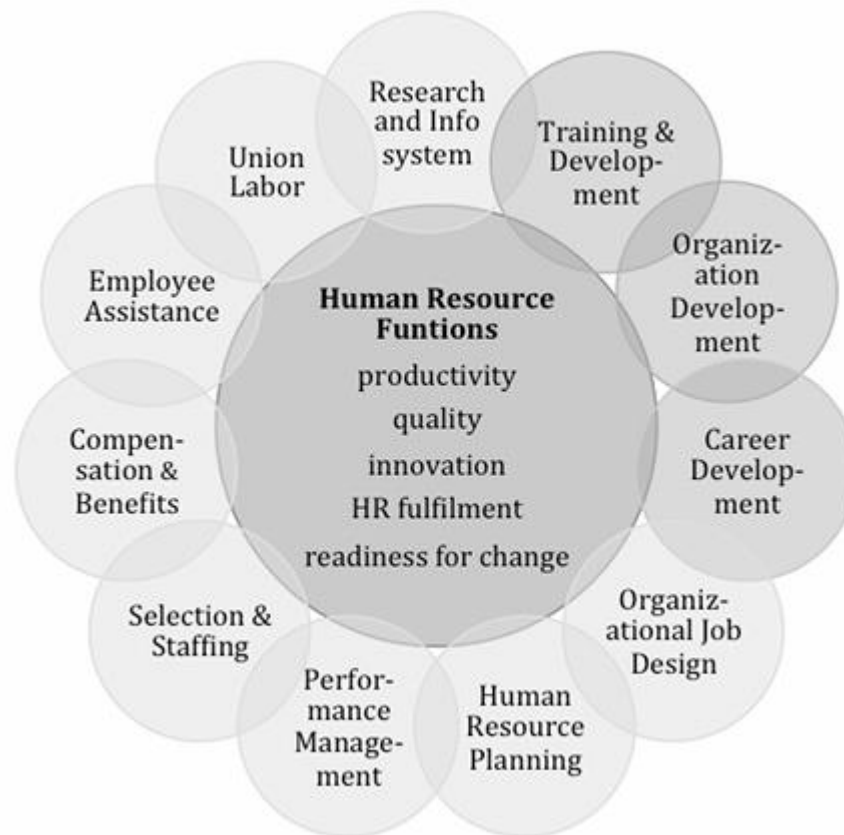 Research
and Info
system
Training &
Develop-
ment
Organiz-
ation
Develop-
ment
Career
Develop-
ment
Organiz-
ational Job
Design
Human
Resource
Planning
Perfor-
mance
Manage-
ment
Selection &
Staffing
Compen-
sation &
Benefits
Employee
Assistance
Union
Labor
Human Resource
Funtions
productivity
quality
innovation
HR fulfilment
readiness for change